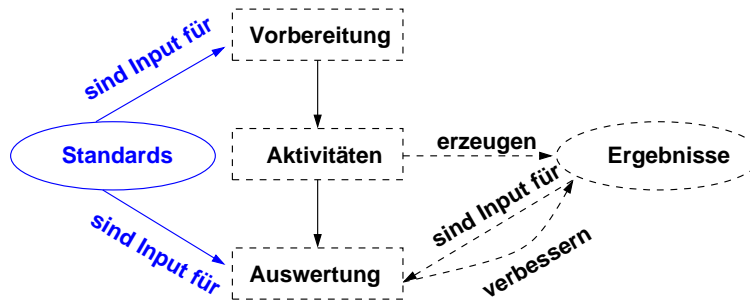 Vorbereitung
sind Input für
Standards
Aktivitäten
erzeugen
Ergebnisse
sind Input für
sind Input für
verbessern
Auswertung